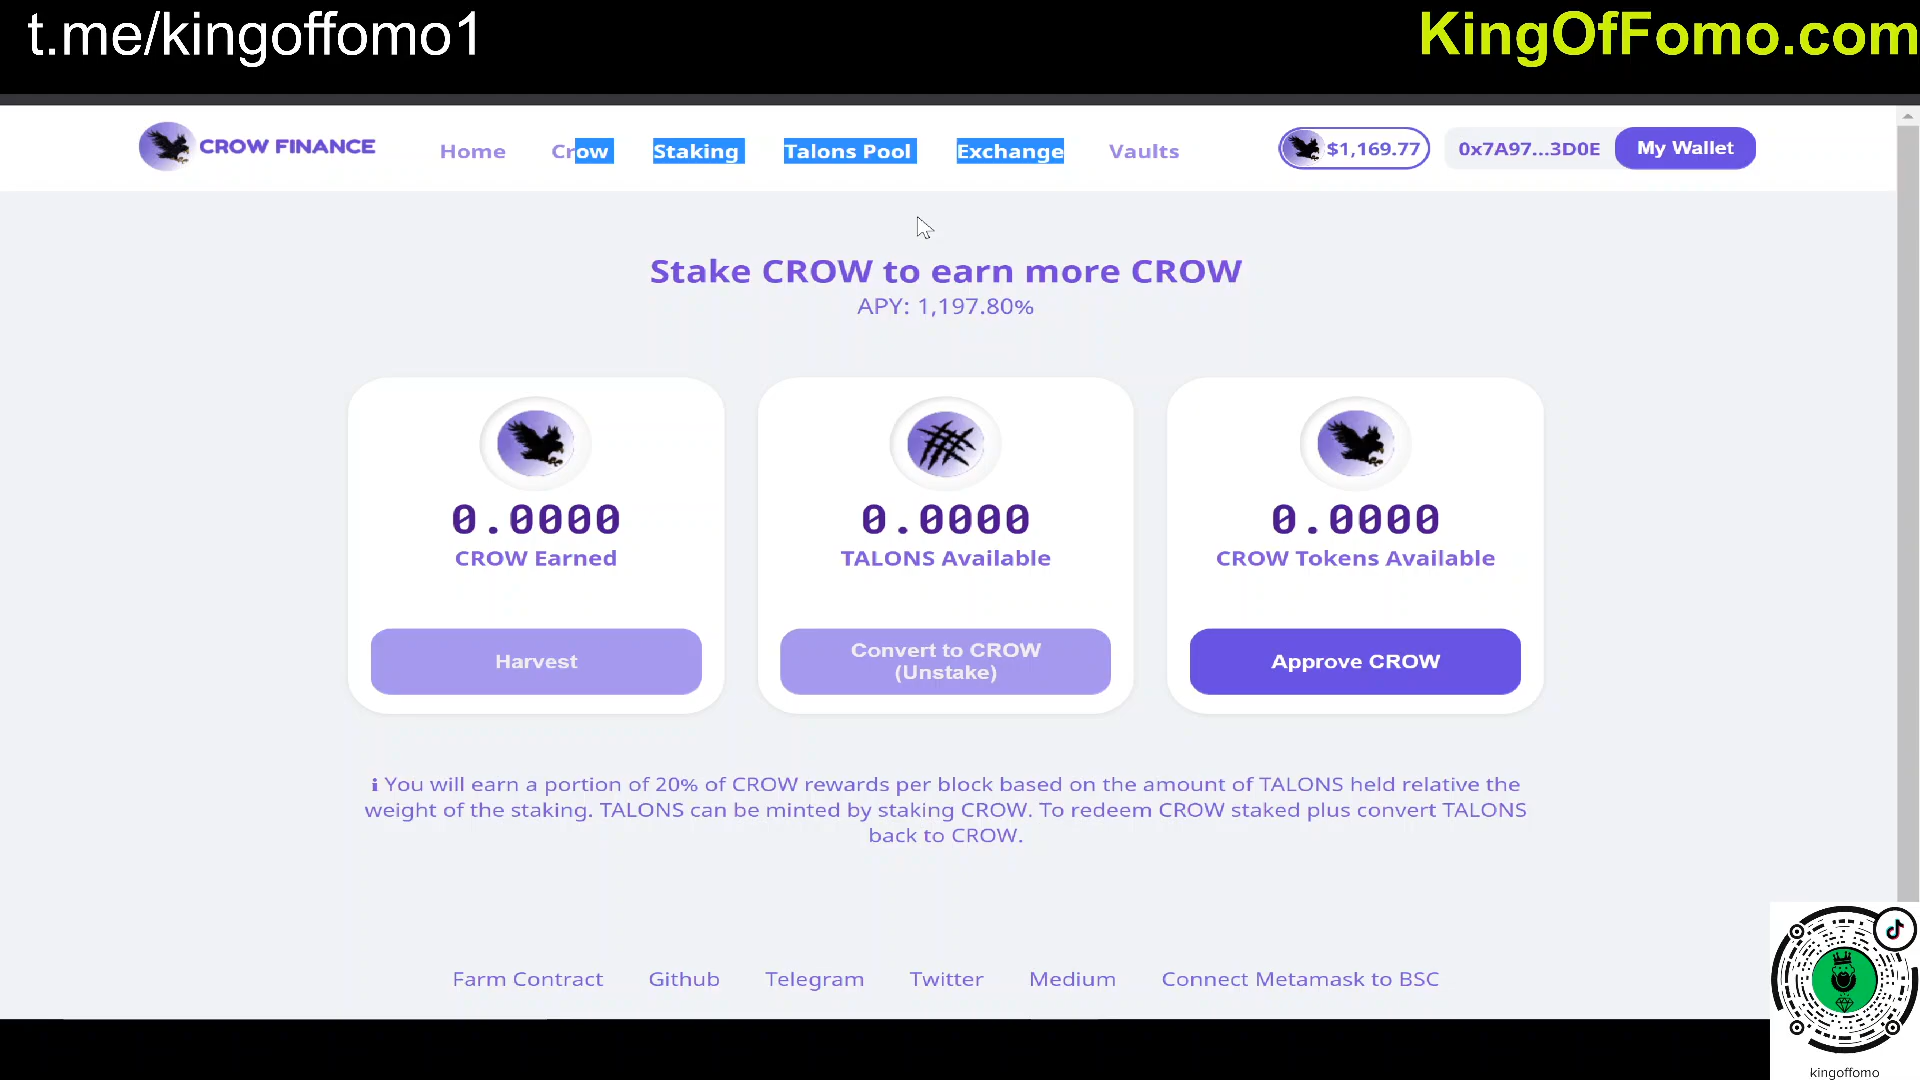 t.me/kingoffomo1
KingOfFomo.com
CROW FINANCE
Home Crow Staking Talons Pool Exchange Vaults
$1,169.77
0x7A97...3D0E
My Wallet
Stake CROW to earn more CROW
APY: 1,197.80%
0.0000
CROW Earned
Harvest
0.0000
TALONS Available
Convert to CROW
(Unstake)
0.0000
CROW Tokens Available
Approve CROW
ℹ You will earn a portion of 20% of CROW rewards per block based on the amount of TALONS held relative the
weight of the staking. TALONS can be minted by staking CROW. To redeem CROW staked plus convert TALONS
back to CROW.
Farm Contract Github Telegram Twitter Medium Connect Metamask to BSC
kingoffomo